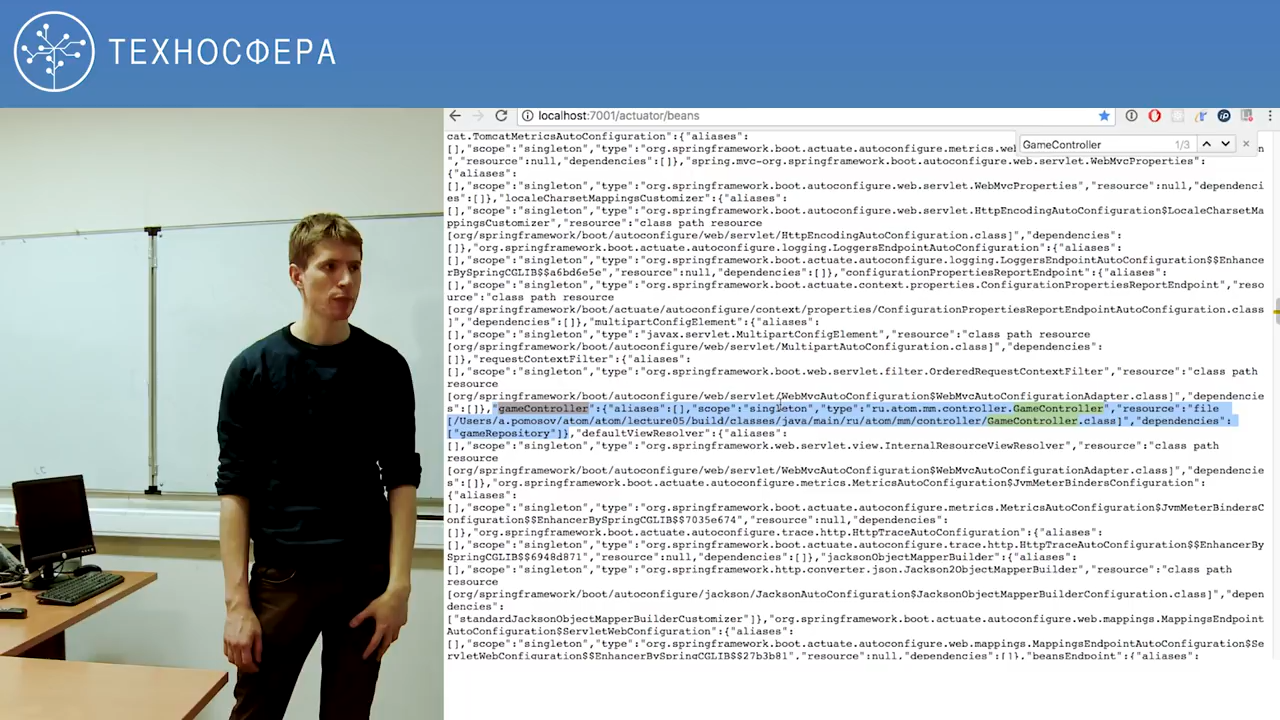 ТЕХНОСФЕРА
localhost:7001/actuator/beans
GameController 1/3
cat.TomcatMetricsAutoConfiguration":{"aliases":
[],"scope":"singleton","type":"org.springframework.boot.actuate.autoconfigure.metrics.we
","resource":null,"dependencies":[]},"spring.mvc-org.springframework.boot.autoconfigure.web.servlet.WebMvcProperties":
{"aliases":
[],"scope":"singleton","type":"org.springframework.boot.autoconfigure.web.servlet.WebMvcProperties","resource":null,"dependenci
es":[]},"localeCharsetMappingsCustomizer":{"aliases":
[],"scope":"singleton","type":"org.springframework.boot.autoconfigure.web.servlet.HttpEncodingAutoConfiguration$LocaleCharsetMa
ppingsCustomizer","resource":"class path resource
[org/springframework/boot/autoconfigure/web/servlet/HttpEncodingAutoConfiguration.class]","dependencies":
[]},"org.springframework.boot.actuate.autoconfigure.logging.LoggersEndpointAutoConfiguration":{"aliases":
[],"scope":"singleton","type":"org.springframework.boot.actuate.autoconfigure.logging.LoggersEndpointAutoConfiguration$$Enhance
rBySpringCGLIB$$a6bd6e5e","resource":null,"dependencies":[]},"configurationPropertiesReportEndpoint":{"aliases":
[],"scope":"singleton","type":"org.springframework.boot.actuate.context.properties.ConfigurationPropertiesReportEndpoint","reso
urce":"class path resource
[org/springframework/boot/actuate/autoconfigure/context/properties/ConfigurationPropertiesReportEndpointAutoConfiguration.class
]","dependencies":[]},"multipartConfigElement":{"aliases":
[],"scope":"singleton","type":"javax.servlet.MultipartConfigElement","resource":"class path resource
[org/springframework/boot/autoconfigure/web/servlet/MultipartAutoConfiguration.class]","dependencies":
[]},"requestContextFilter":{"aliases":
[],"scope":"singleton","type":"org.springframework.boot.web.servlet.filter.OrderedRequestContextFilter","resource":"class path
resource
[org/springframework/boot/autoconfigure/web/servlet/WebMvcAutoConfiguration$WebMvcAutoConfigurationAdapter.class]","dependencie
s":[]},"gameController":{"aliases":[],"scope":"singleton","type":"ru.atom.mm.controller.GameController","resource":"file
[/Users/a.pomosov/atom/atom/lecture05/build/classes/java/main/ru/atom/mm/controller/GameController.class]","dependencies":
["gameRepository"]},"defaultViewResolver":{"aliases":
[],"scope":"singleton","type":"org.springframework.web.servlet.view.InternalResourceViewResolver","resource":"class path
resource
[org/springframework/boot/autoconfigure/web/servlet/WebMvcAutoConfiguration$WebMvcAutoConfigurationAdapter.class]","dependencie
s":[]},"org.springframework.boot.actuate.autoconfigure.metrics.MetricsAutoConfiguration$JvmMeterBindersConfiguration":
{"aliases":
[],"scope":"singleton","type":"org.springframework.boot.actuate.autoconfigure.metrics.MetricsAutoConfiguration$JvmMeterBindersC
onfiguration$$EnhancerBySpringCGLIB$$7035e674","resource":null,"dependencies":
[]},"org.springframework.boot.actuate.autoconfigure.trace.http.HttpTraceAutoConfiguration":{"aliases":
[],"scope":"singleton","type":"org.springframework.boot.actuate.autoconfigure.trace.http.HttpTraceAutoConfiguration$$EnhancerBy
SpringCGLIB$$6948d871","resource":null,"dependencies":[]},"jacksonObjectMapperBuilder":{"aliases":
[],"scope":"singleton","type":"org.springframework.http.converter.json.Jackson2ObjectMapperBuilder","resource":"class path
resource
[org/springframework/boot/autoconfigure/jackson/JacksonAutoConfiguration$JacksonObjectMapperBuilderConfiguration.class]","depen
dencies":
["standardJacksonObjectMapperBuilderCustomizer"]},"org.springframework.boot.actuate.autoconfigure.web.mappings.MappingsEndpoint
AutoConfiguration$ServletWebConfiguration":{"aliases":
[],"scope":"singleton","type":"org.springframework.boot.actuate.autoconfigure.web.mappings.MappingsEndpointAutoConfiguration$Se
rvletWebConfiguration$$EnhancerBySpringCGLIB$$27b3b81","resource":null,"dependencies":[]},"beansEndpoint":{"aliases":